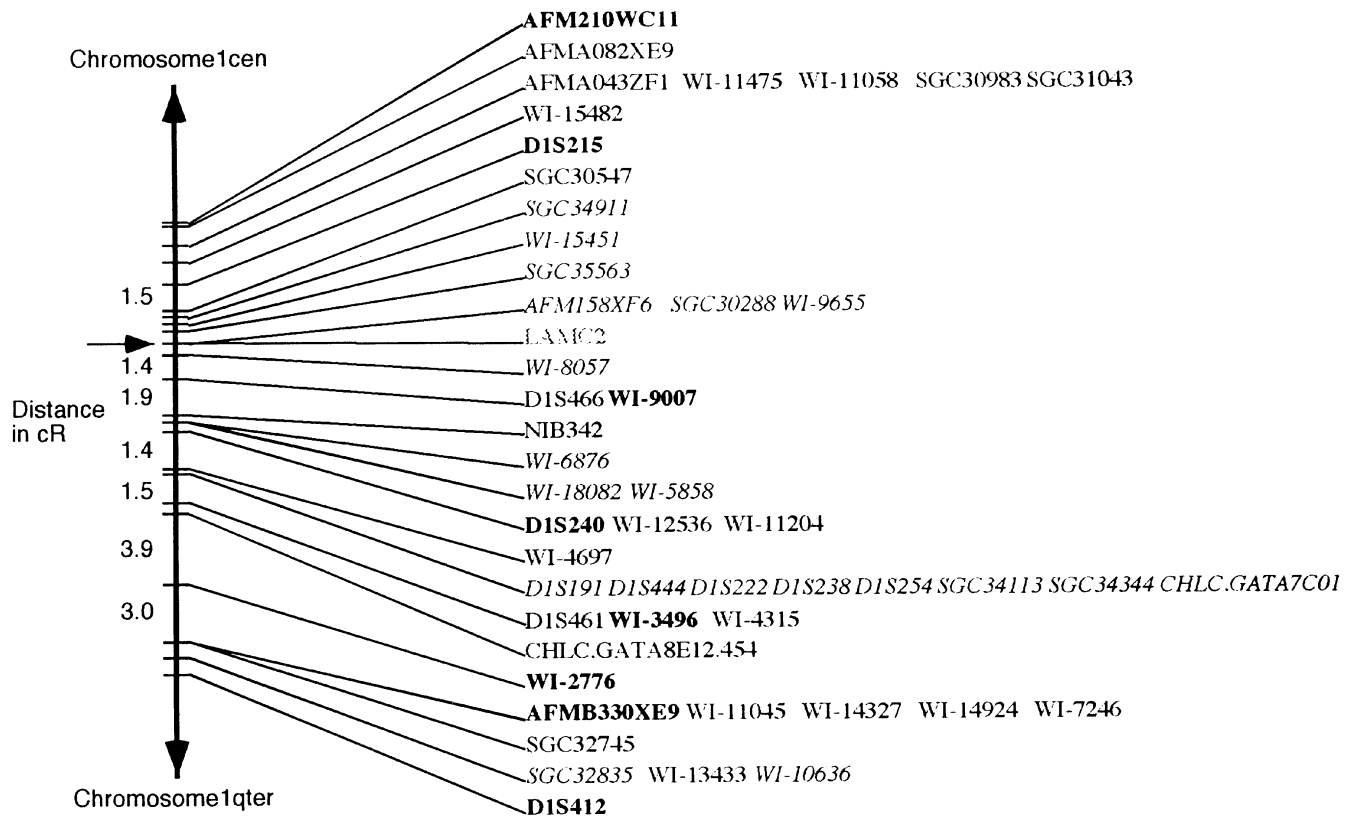 AFM210WC11
Chromosome1cen
AFMA082XE9
AFMA043ZF1 WI-11475 WI-11058 SGC30983 SGC31043
WI-15482
D1S215
SGC30547
SGC34911
WI-15451
SGC35563
1.5
AFM158XF6 SGC30288 WI-9655
LAMC2
1.4
WI-8057
1.9
D1S466 WI-9007
Distance
in cR
NIB342
1.4
WI-6876
1.5
WI-18082 WI-5858
D1S240 WI-12536 WI-11204
3.9
WI-4697
D1S191 D1S444 D1S222 D1S238 D1S254 SGC34113 SGC34344 CHLC.GATA7C01
3.0
D1S461 WI-3496 WI-4315
CHLC.GATA8E12.454
WI-2776
AFMB330XE9 WI-11045 WI-14327 WI-14924 WI-7246
SGC32745
SGC32835 WI-13433 WI-10636
Chromosome1qter
D1S412